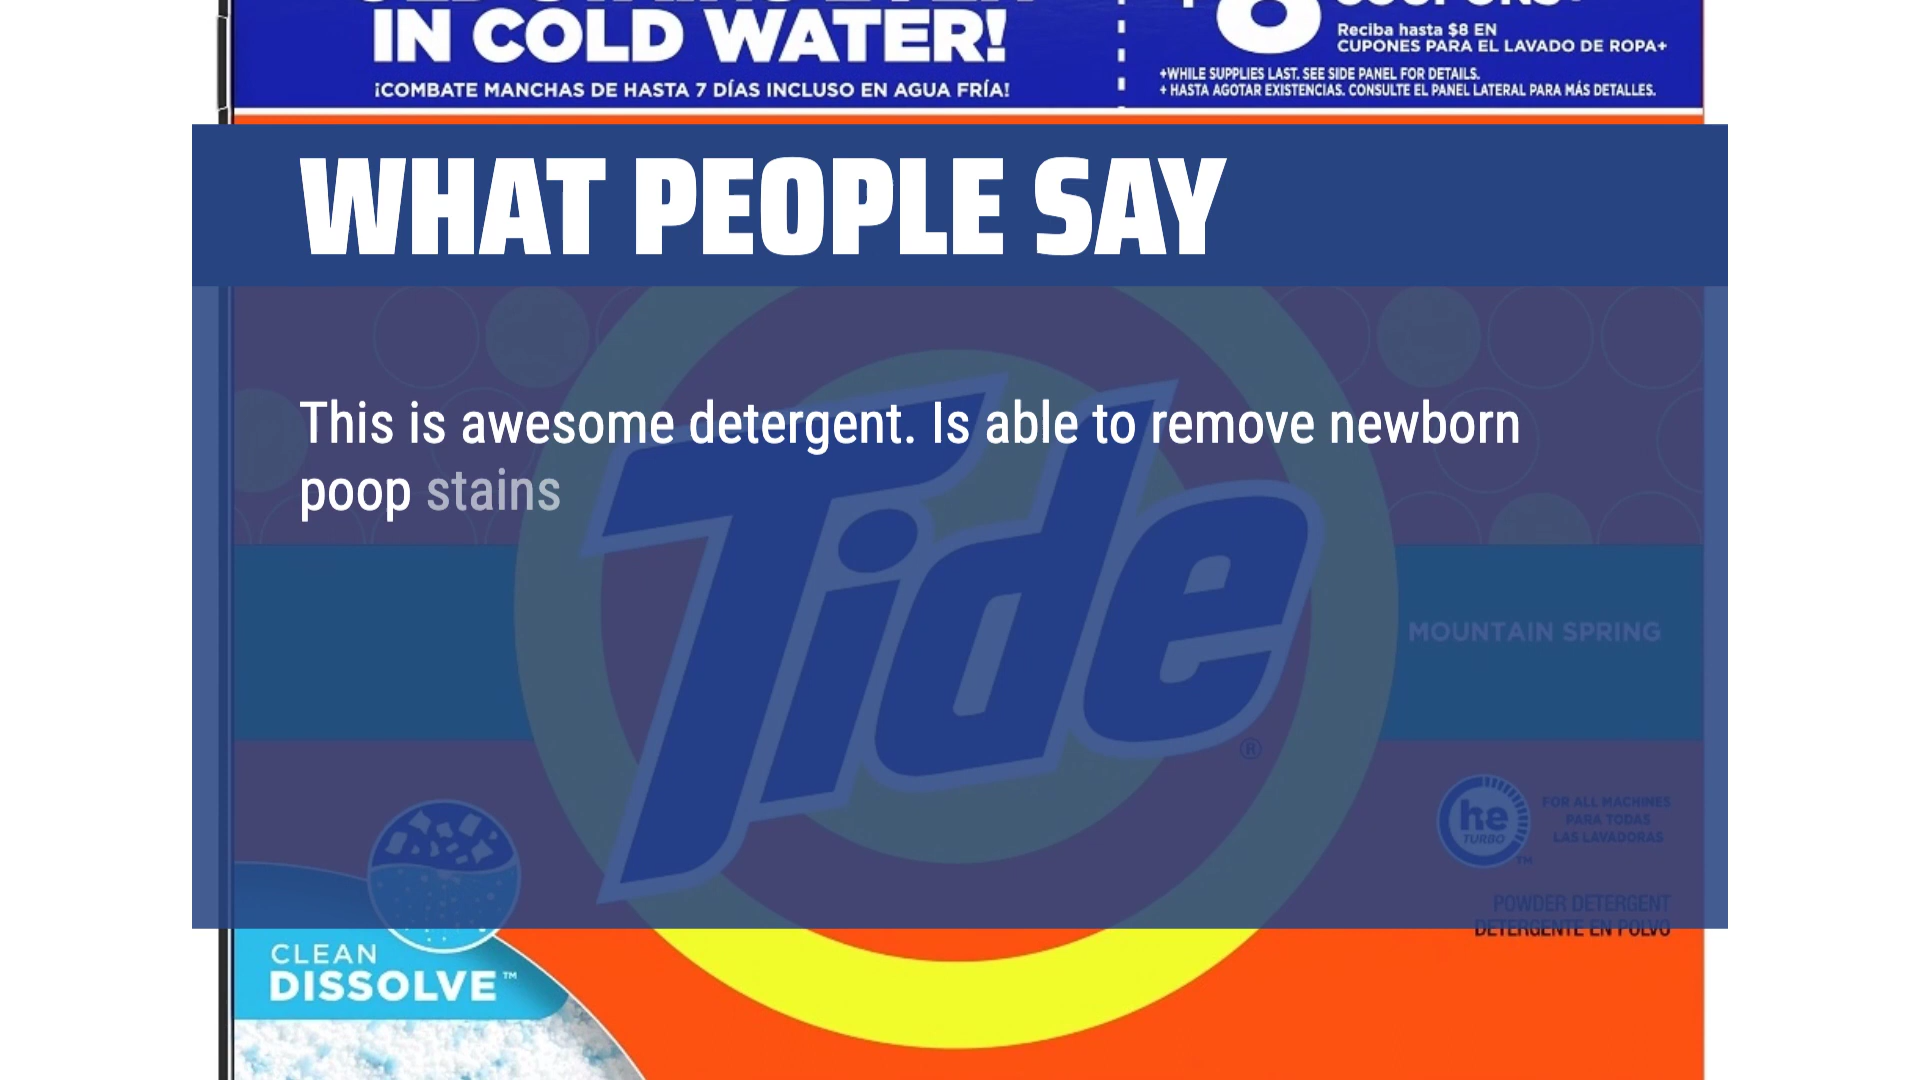 IN COLD WATER!
¡COMBATE MANCHAS DE HASTA 7 DÍAS INCLUSO EN AGUA FRÍA!
8
Reciba hasta $8 EN
CUPONES PARA EL LAVADO DE ROPA+
+WHILE SUPPLIES LAST. SEE SIDE PANEL FOR DETAILS.
+ HASTA AGOTAR EXISTENCIAS. CONSULTE EL PANEL LATERAL PARA MÁS DETALLES.
WHAT PEOPLE SAY
This is awesome detergent. Is able to remove newborn
poop stains
Tide®
MOUNTAIN SPRING
he
TURBO
TM
FOR ALL MACHINES
PARA TODAS
LAS LAVADORAS
POWDER DETERGENT
DETERGENTE EN POLVO
CLEAN
DISSOLVE™